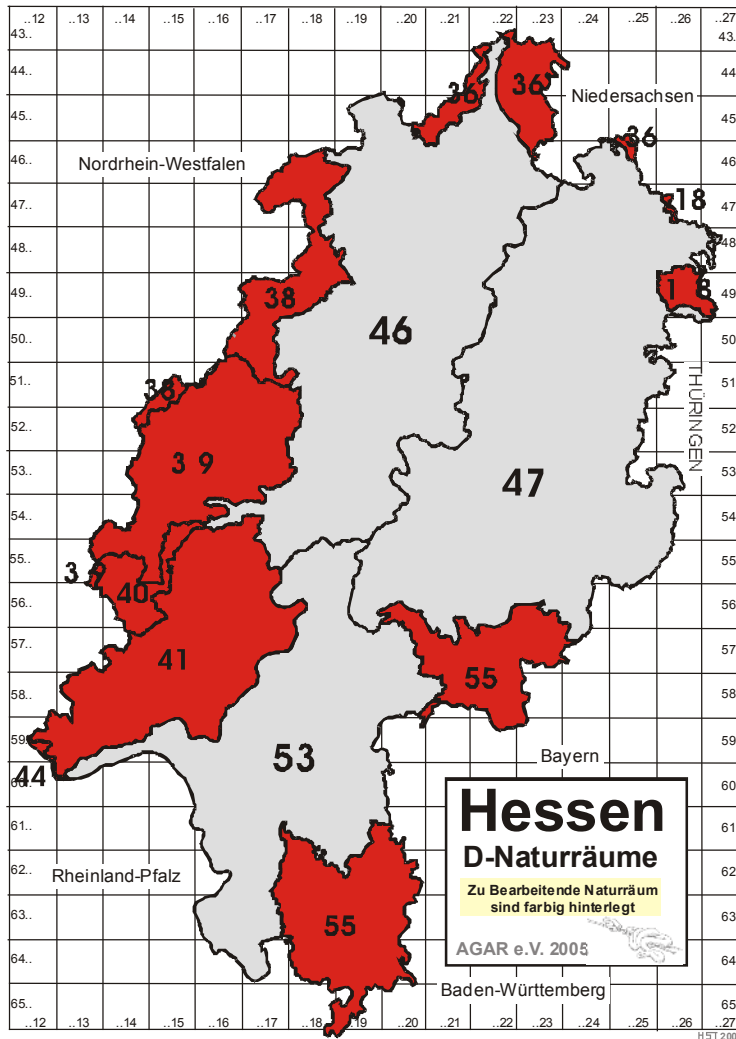 ..12 ..13 ..14 ..15 ..16 ..17 ..18 ..19 ..20 ..21 ..22 ..23 ..24 ..25 ..26 ..27
43.. 43..
44.. 36 36 44
Niedersachsen
45.. 45
36
Nordrhein-Westfalen
46.. 46
47.. 18 47
48.. 48
49.. 38 1 8 49
50.. 46 50
51.. 38 51
THÜRINGEN
52.. 52
53.. 39 47 53
54.. 54
55.. 55
40
56.. 56
57.. 41 57
58.. 55 58
59.. 59
53
Bayern
44
60.. 60
Hessen
61.. 61
D-Naturräume
62.. 62
Rheinland-Pfalz
Zu Bearbeitende Naturräum
sind farbig hinterlegt
63.. 55 63
AGAR e.V. 2005
64.. 64
Baden-Württemberg
65.. 65
..12 ..13 ..14 ..15 ..16 ..17 ..18 ..19 ..20 ..21 ..22 ..23 ..24 ..25 ..26 ..27